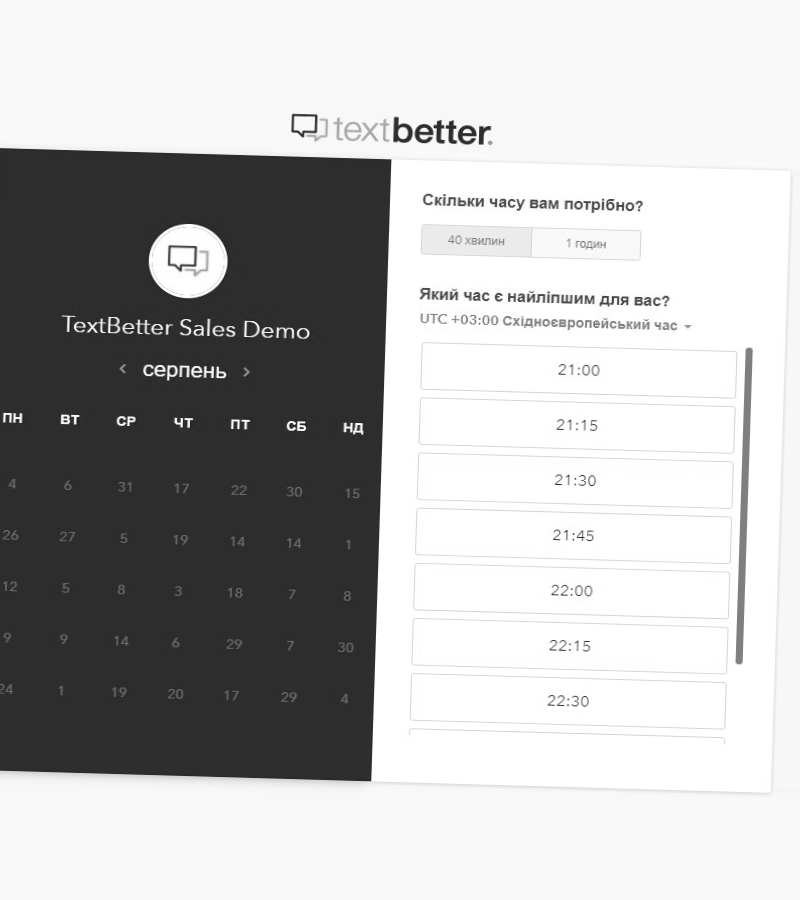 textbetter.
TextBetter Sales Demo
серпень
ПН ВТ СР ЧТ ПТ СБ НД
4 6 31 17 22 30 15
26 27 5 19 14 14 1
12 5 8 3 18 7 8
9 9 14 6 29 7 30
24 1 19 20 17 29 4
Скільки часу вам потрібно?
40 хвилин 1 годин
Який час є найліпшим для вас?
UTC +03:00 Східноєвропейський час
21:00
21:15
21:30
21:45
22:00
22:15
22:30